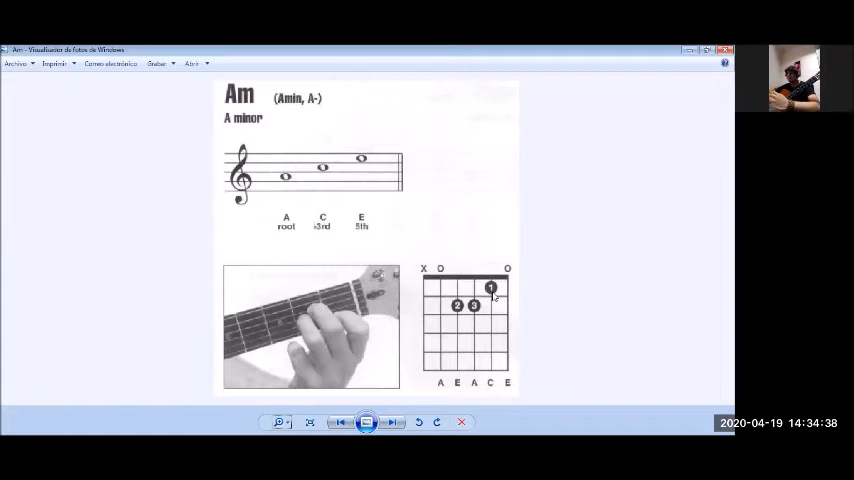 Am - Visualizador de fotos de Windows
Archivo Imprimir Correo electrónico Grabar Abrir
Am (Amin, A-)
A minor
A C E
root ♭3rd 5th
X O O
1
2 3
A E A C E
2020-04-19 14:34:38